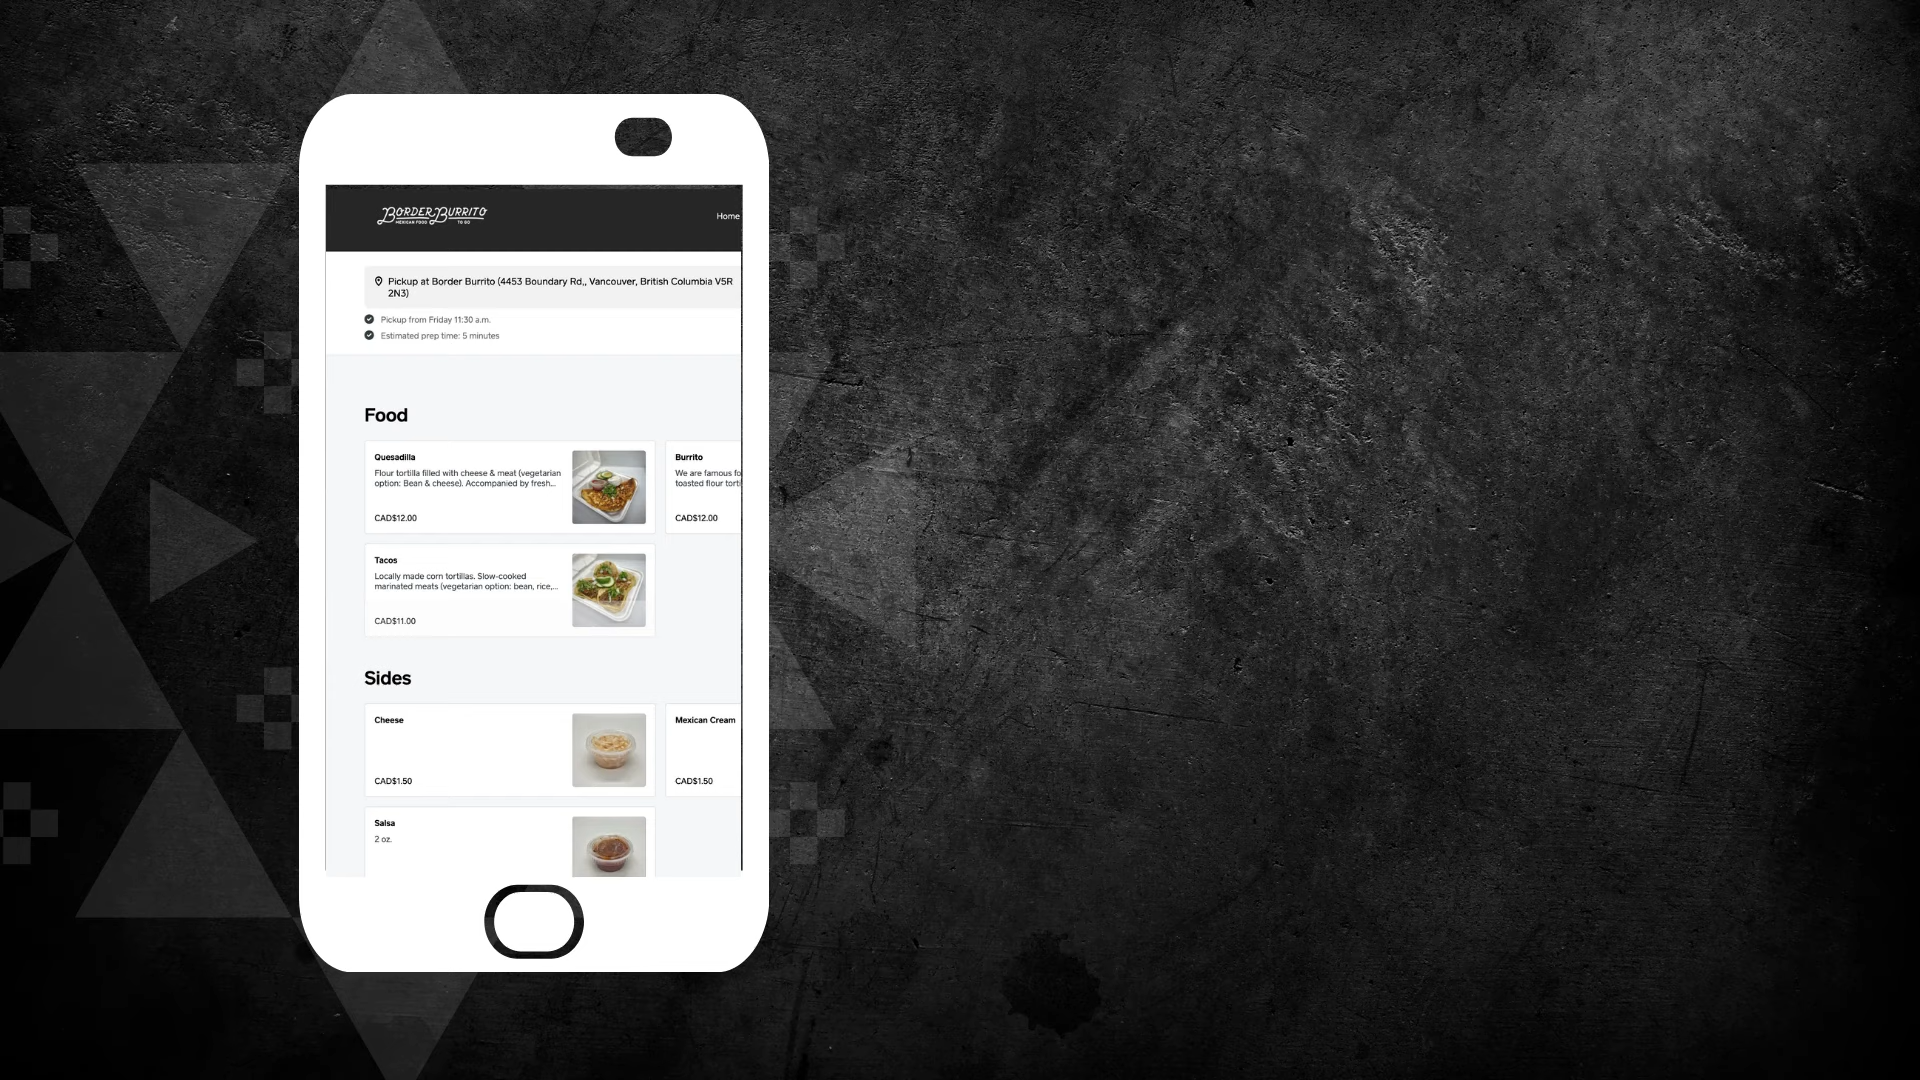 BORDER BURRITO
MEXICAN FOOD TO GO
Home
Pickup at Border Burrito (4453 Boundary Rd,, Vancouver, British Columbia V5R
2N3)
Pickup from Friday 11:30 a.m.
Estimated prep time: 5 minutes
Food
Quesadilla
Flour tortilla filled with cheese & meat (vegetarian
option: Bean & cheese). Accompanied by fresh...
CAD$12.00
Burrito
We are famous fo
toasted flour torti
CAD$12.00
Tacos
Locally made corn tortillas. Slow-cooked
marinated meats (vegetarian option: bean, rice,...
CAD$11.00
Sides
Cheese
CAD$1.50
Mexican Cream
CAD$1.50
Salsa
2 oz.